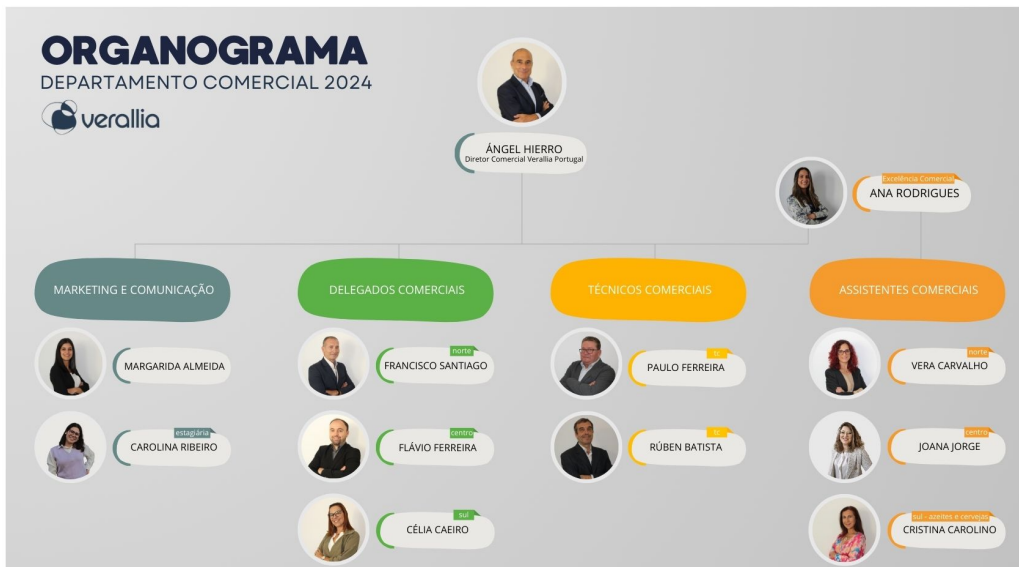 ORGANOGRAMA
DEPARTAMENTO COMERCIAL 2024
verallia
ÁNGEL HIERRO
Diretor Comercial Verallia Portugal
Excelência Comercial
ANA RODRIGUES
MARKETING E COMUNICAÇÃO
MARGARIDA ALMEIDA
estagiária
CAROLINA RIBEIRO
DELEGADOS COMERCIAIS
norte
FRANCISCO SANTIAGO
centro
FLÁVIO FERREIRA
sul
CÉLIA CAEIRO
TÉCNICOS COMERCIAIS
tc
PAULO FERREIRA
tc
RÚBEN BATISTA
ASSISTENTES COMERCIAIS
norte
VERA CARVALHO
centro
JOANA JORGE
sul - azeites e cervejas
CRISTINA CAROLINO